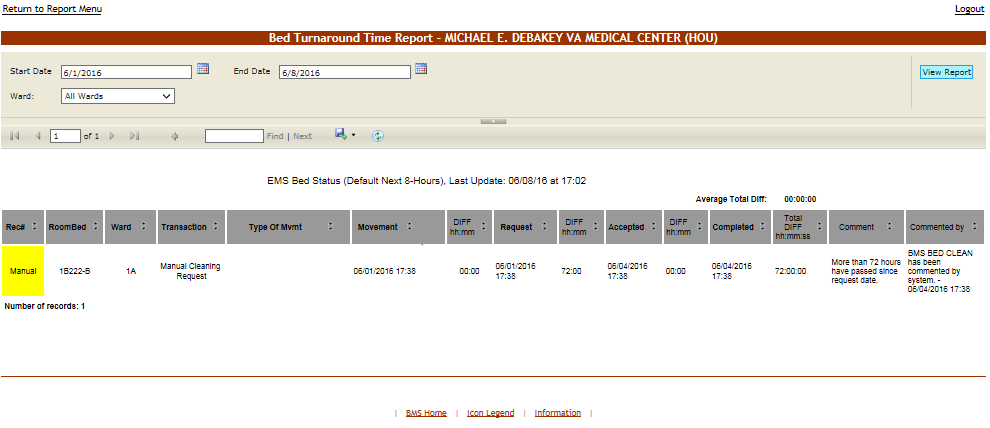 Return to Report Menu
Logout
Bed Turnaround Time Report - MICHAEL E. DEBAKEY VA MEDICAL CENTER (HOU)
Start Date 6/1/2016 End Date 6/8/2016 View Report
Ward: All Wards
1 of 1 Find | Next
EMS Bed Status (Default Next 8-Hours), Last Update: 06/08/16 at 17:02
Average Total Diff: 00:00:00
Rec# RoomBed Ward Transaction Type Of Mvmt Movement DIFF hh:mm Request DIFF hh:mm Accepted DIFF hh:mm Completed Total DIFF hh:mm:ss Comment Commented by
Manual 1B222-B 1A Manual Cleaning Request 06/01/2016 17:38 00:00 06/01/2016 17:38 72:00 06/04/2016 17:38 00:00 06/04/2016 17:38 72:00:00 More than 72 hours have passed since request date. BMS BED CLEAN has been commented by system. - 06/04/2016 17:38
Number of records: 1
| BMS Home | Icon Legend | Information |